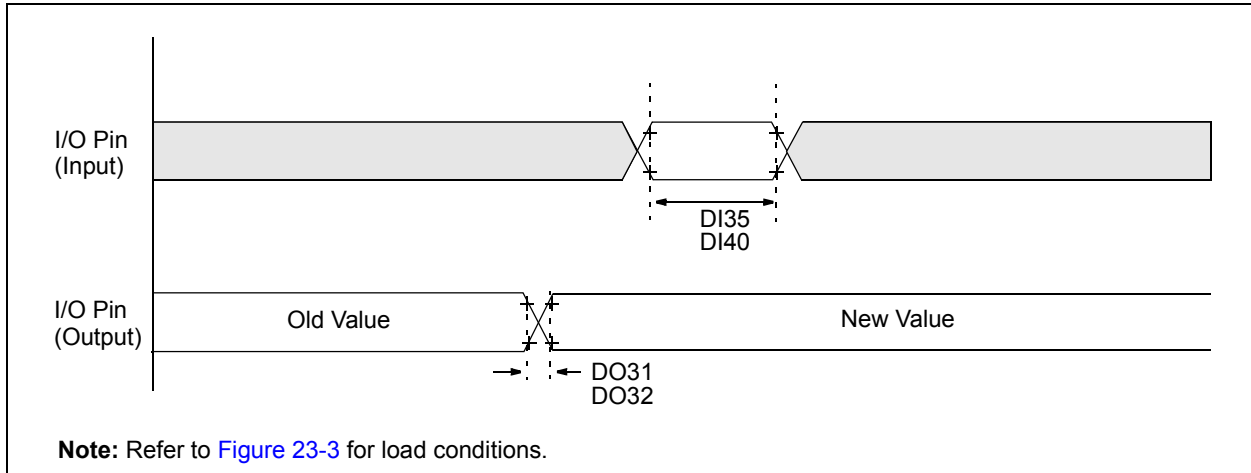 I/O Pin
(Input)
DI35
DI40
I/O Pin
(Output)
Old Value
New Value
DO31
DO32
Note: Refer to Figure 23-3 for load conditions.